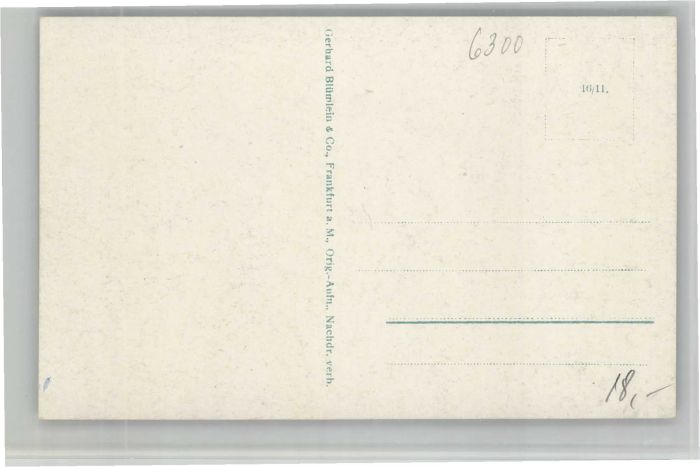 6300
16/11.
Gerhard Blümlein & Co., Frankfurt a. M., Orig.-Aufn., Nachdr. verb.
18,-